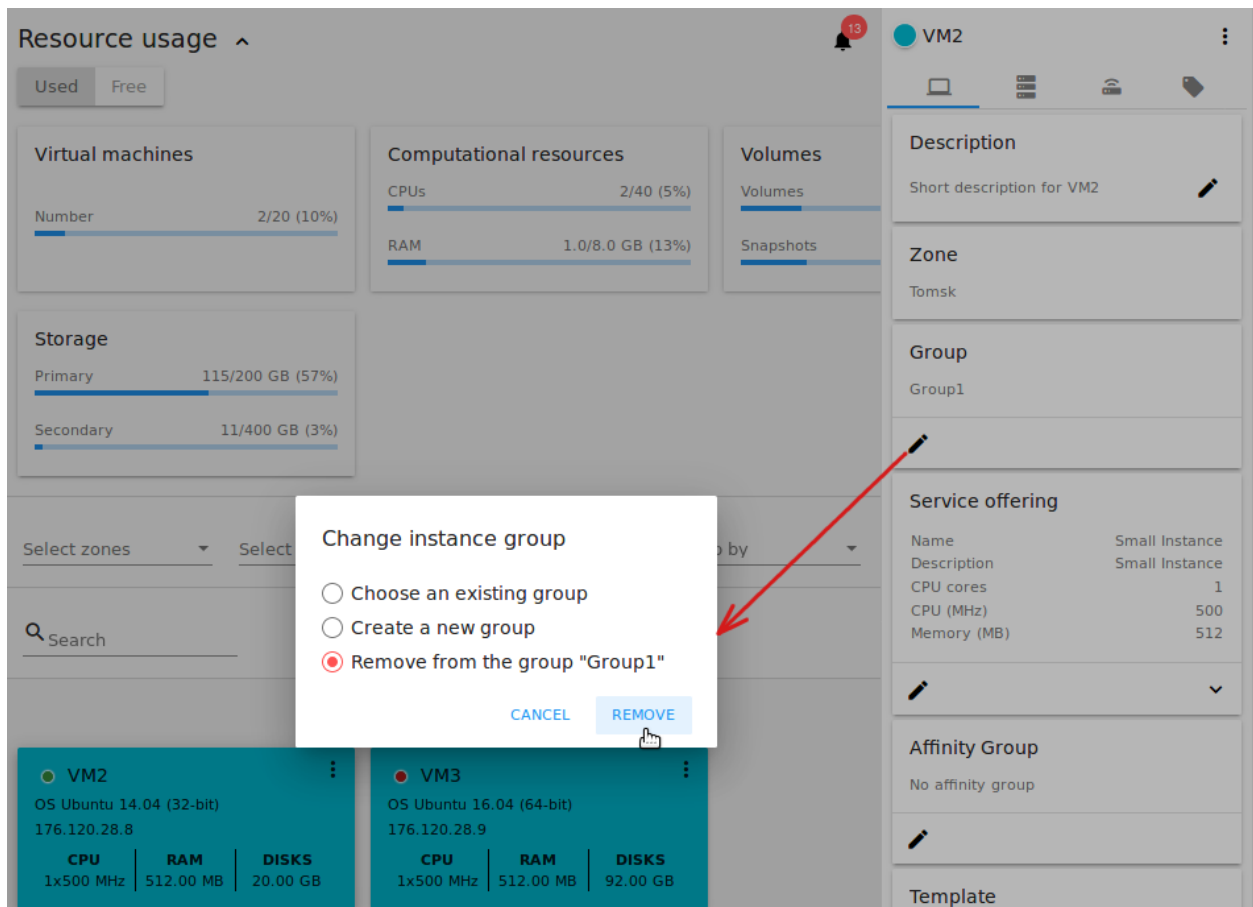 Resource usage
13
Used Free
Virtual machines
Number 2/20 (10%)
Computational resources
CPUs 2/40 (5%)
RAM 1.0/8.0 GB (13%)
Volumes
Volumes
Snapshots
Storage
Primary 115/200 GB (57%)
Secondary 11/400 GB (3%)
Select zones
Select
by
Search
Change instance group
Choose an existing group
Create a new group
Remove from the group "Group1"
CANCEL REMOVE
VM2
OS Ubuntu 14.04 (32-bit)
176.120.28.8
CPU RAM DISKS
1x500 MHz 512.00 MB 20.00 GB
VM3
OS Ubuntu 16.04 (64-bit)
176.120.28.9
CPU RAM DISKS
1x500 MHz 512.00 MB 92.00 GB
VM2
Description
Short description for VM2
Zone
Tomsk
Group
Group1
Service offering
Name Small Instance
Description Small Instance
CPU cores 1
CPU (MHz) 500
Memory (MB) 512
Affinity Group
No affinity group
Template